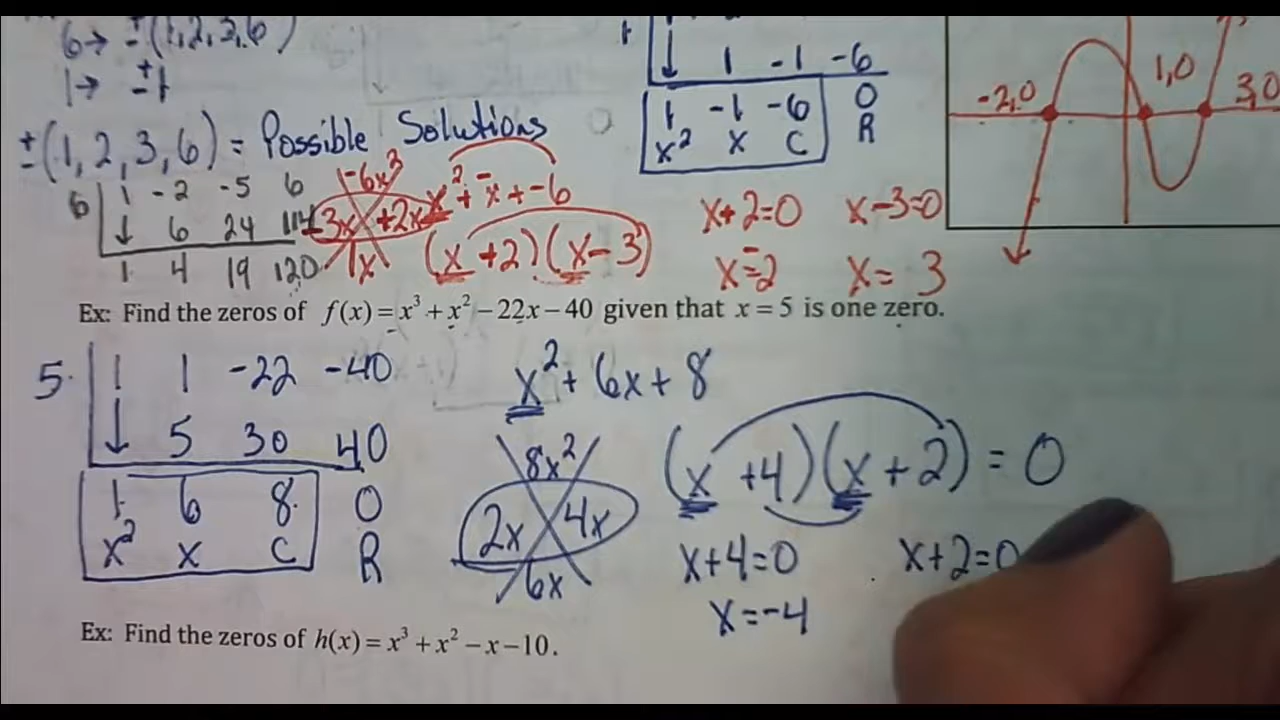 6→ ±(1,2,3,6)
1→ ±1
±(1, 2, 3, 6) = Possible Solutions
6 1 -2 -5 6
↓ 6 24 114
1 4 19 120
1 -1 -6
1 -1 -6 0
x² x C R
-6x³
3x +2x
1x
x² + -x + -6
(x +2)(x - 3)
x+2=0 x-3=0
x=-2 x= 3
-2,0 1,0 3,0
Ex: Find the zeros of f(x) = x³ + x² − 22x − 40 given that x = 5 is one zero.
5 1 1 -22 -40
↓ 5 30 40
1 6 8 0
x² x C R
x² + 6x + 8
8x²
2x 4x
6x
(x +4)(x + 2) = 0
x+4=0 x+2=0
x=-4
Ex: Find the zeros of h(x) = x³ + x² − x − 10.